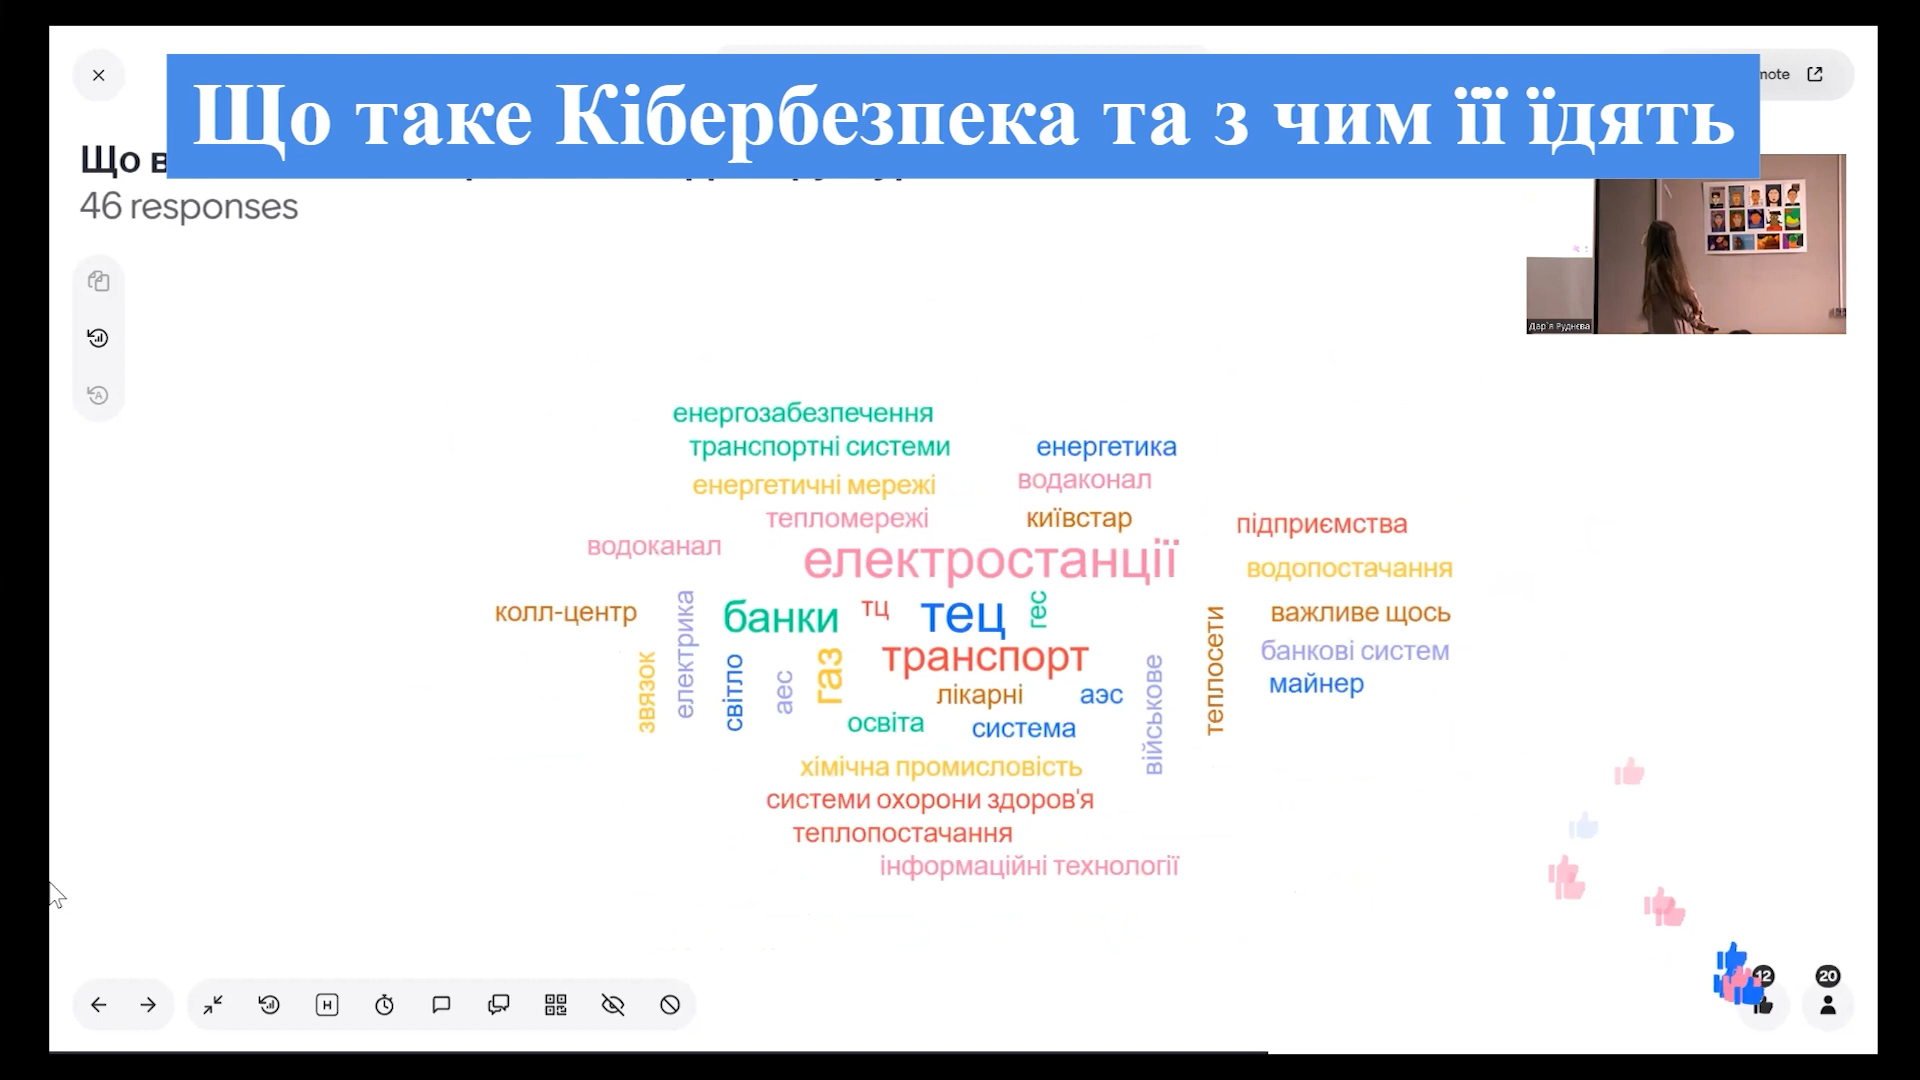 Що таке Кібербезпека та з чим її їдять
note
Що в
46 responses
Дар`я Руднєва
енергозабезпечення
транспортні системи
енергетика
енергетичні мережі
водаконал
тепломережі
київстар
підприємства
водоканал
електростанції
водопостачання
колл-центр
електрика
банки
тц
тец
гес
теплосети
важливе щось
звязок
світло
аес
газ
транспорт
військове
банкові систем
лікарні
аэс
майнер
освіта
система
хімічна промисловість
системи охорони здоров'я
теплопостачання
інформаційні технології
H
12
20